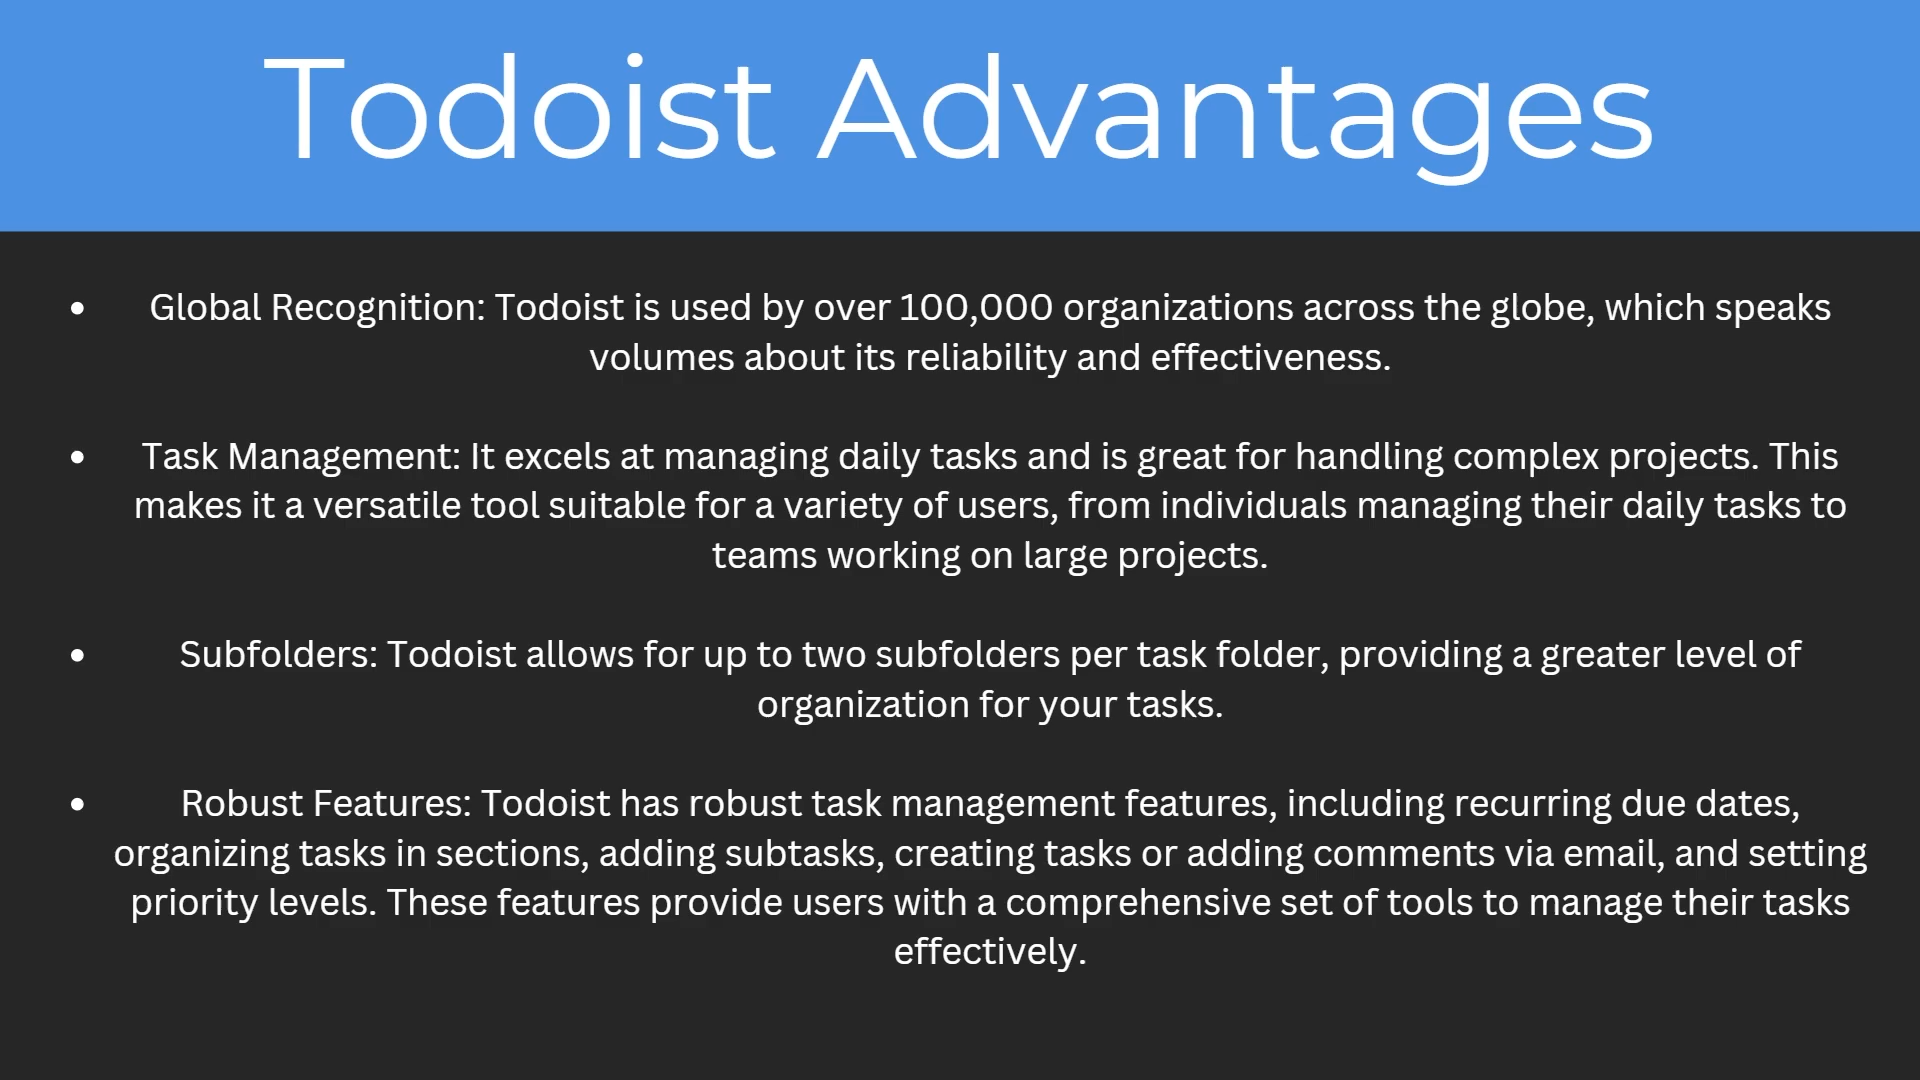 Todoist Advantages
• Global Recognition: Todoist is used by over 100,000 organizations across the globe, which speaks
volumes about its reliability and effectiveness.
• Task Management: It excels at managing daily tasks and is great for handling complex projects. This
makes it a versatile tool suitable for a variety of users, from individuals managing their daily tasks to
teams working on large projects.
• Subfolders: Todoist allows for up to two subfolders per task folder, providing a greater level of
organization for your tasks.
• Robust Features: Todoist has robust task management features, including recurring due dates,
organizing tasks in sections, adding subtasks, creating tasks or adding comments via email, and setting
priority levels. These features provide users with a comprehensive set of tools to manage their tasks
effectively.